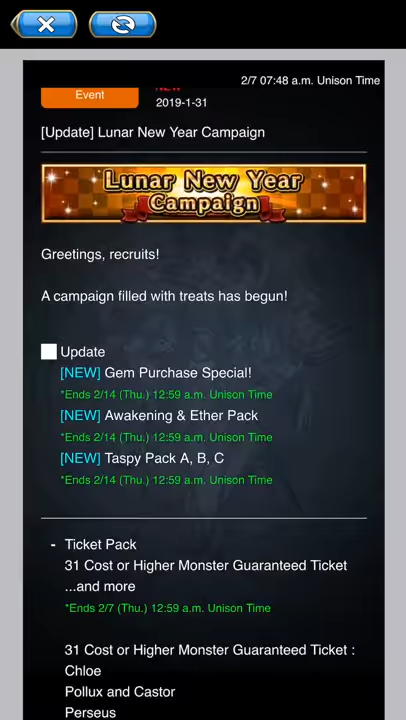 2/7 07:48 a.m. Unison Time
Event
NEW
2019-1-31
[Update] Lunar New Year Campaign
Lunar New Year
Campaign
Greetings, recruits!
A campaign filled with treats has begun!
Update
[NEW] Gem Purchase Special!
*Ends 2/14 (Thu.) 12:59 a.m. Unison Time
[NEW] Awakening & Ether Pack
*Ends 2/14 (Thu.) 12:59 a.m. Unison Time
[NEW] Taspy Pack A, B, C
*Ends 2/14 (Thu.) 12:59 a.m. Unison Time
- Ticket Pack
31 Cost or Higher Monster Guaranteed Ticket
...and more
*Ends 2/7 (Thu.) 12:59 a.m. Unison Time
31 Cost or Higher Monster Guaranteed Ticket :
Chloe
Pollux and Castor
Perseus